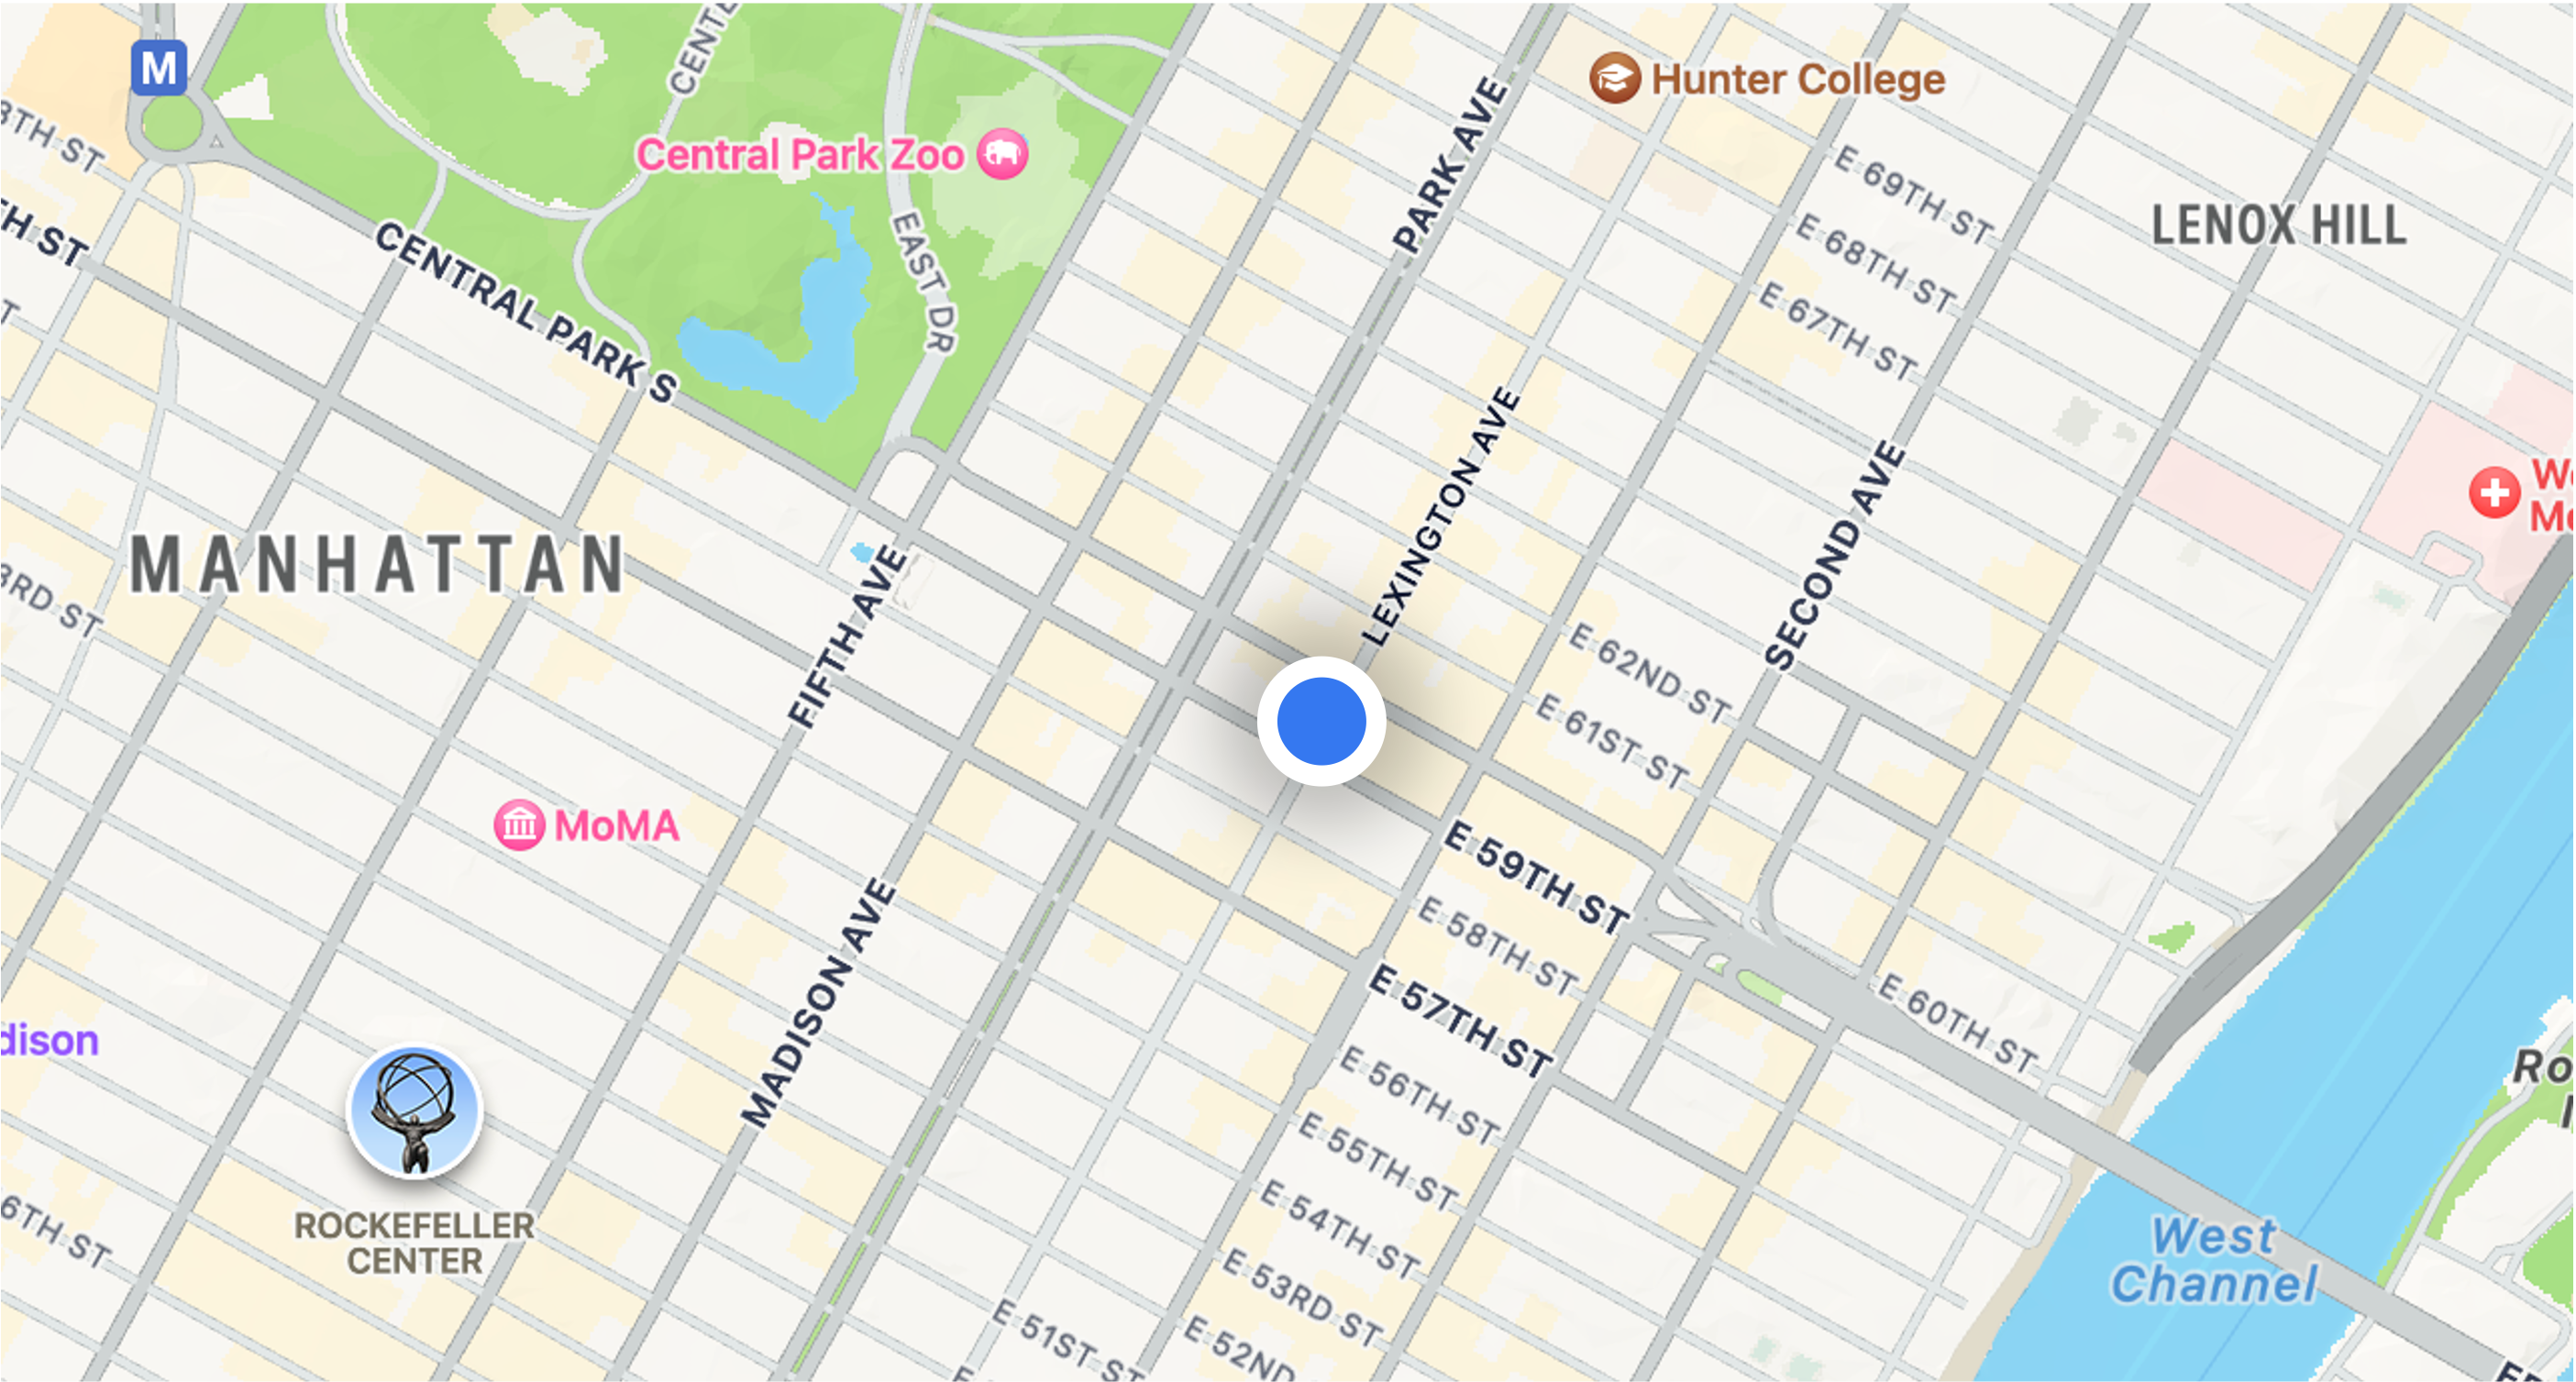 M
CENTRAL PARK S
Central Park Zoo
EAST DR
PARK AVE
Hunter College
E 69TH ST
E 68TH ST
E 67TH ST
LENOX HILL
MANHATTAN
FIFTH AVE
LEXINGTON AVE
SECOND AVE
E 62ND ST
E 61ST ST
MoMA
MADISON AVE
E 59TH ST
E 58TH ST
E 57TH ST
E 60TH ST
E 56TH ST
E 55TH ST
E 54TH ST
E 53RD ST
E 52ND
E 51ST ST
ROCKEFELLER
CENTER
West
Channel